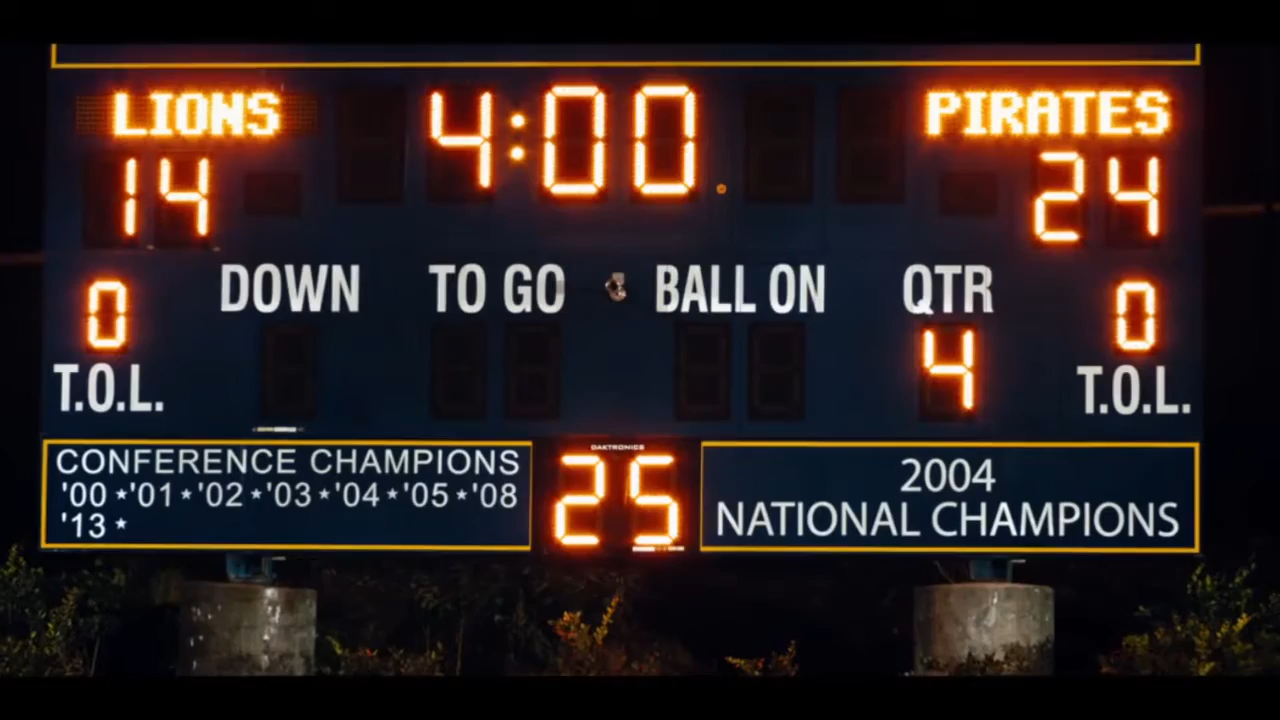 LIONS 4:00 PIRATES
14 24
DOWN TO GO BALL ON QTR
0 4 0
T.O.L. T.O.L.
DAKTRONICS
25
CONFERENCE CHAMPIONS
'00 ★'01 ★'02 ★'03 ★'04 ★'05 ★'08
'13 ★
2004
NATIONAL CHAMPIONS